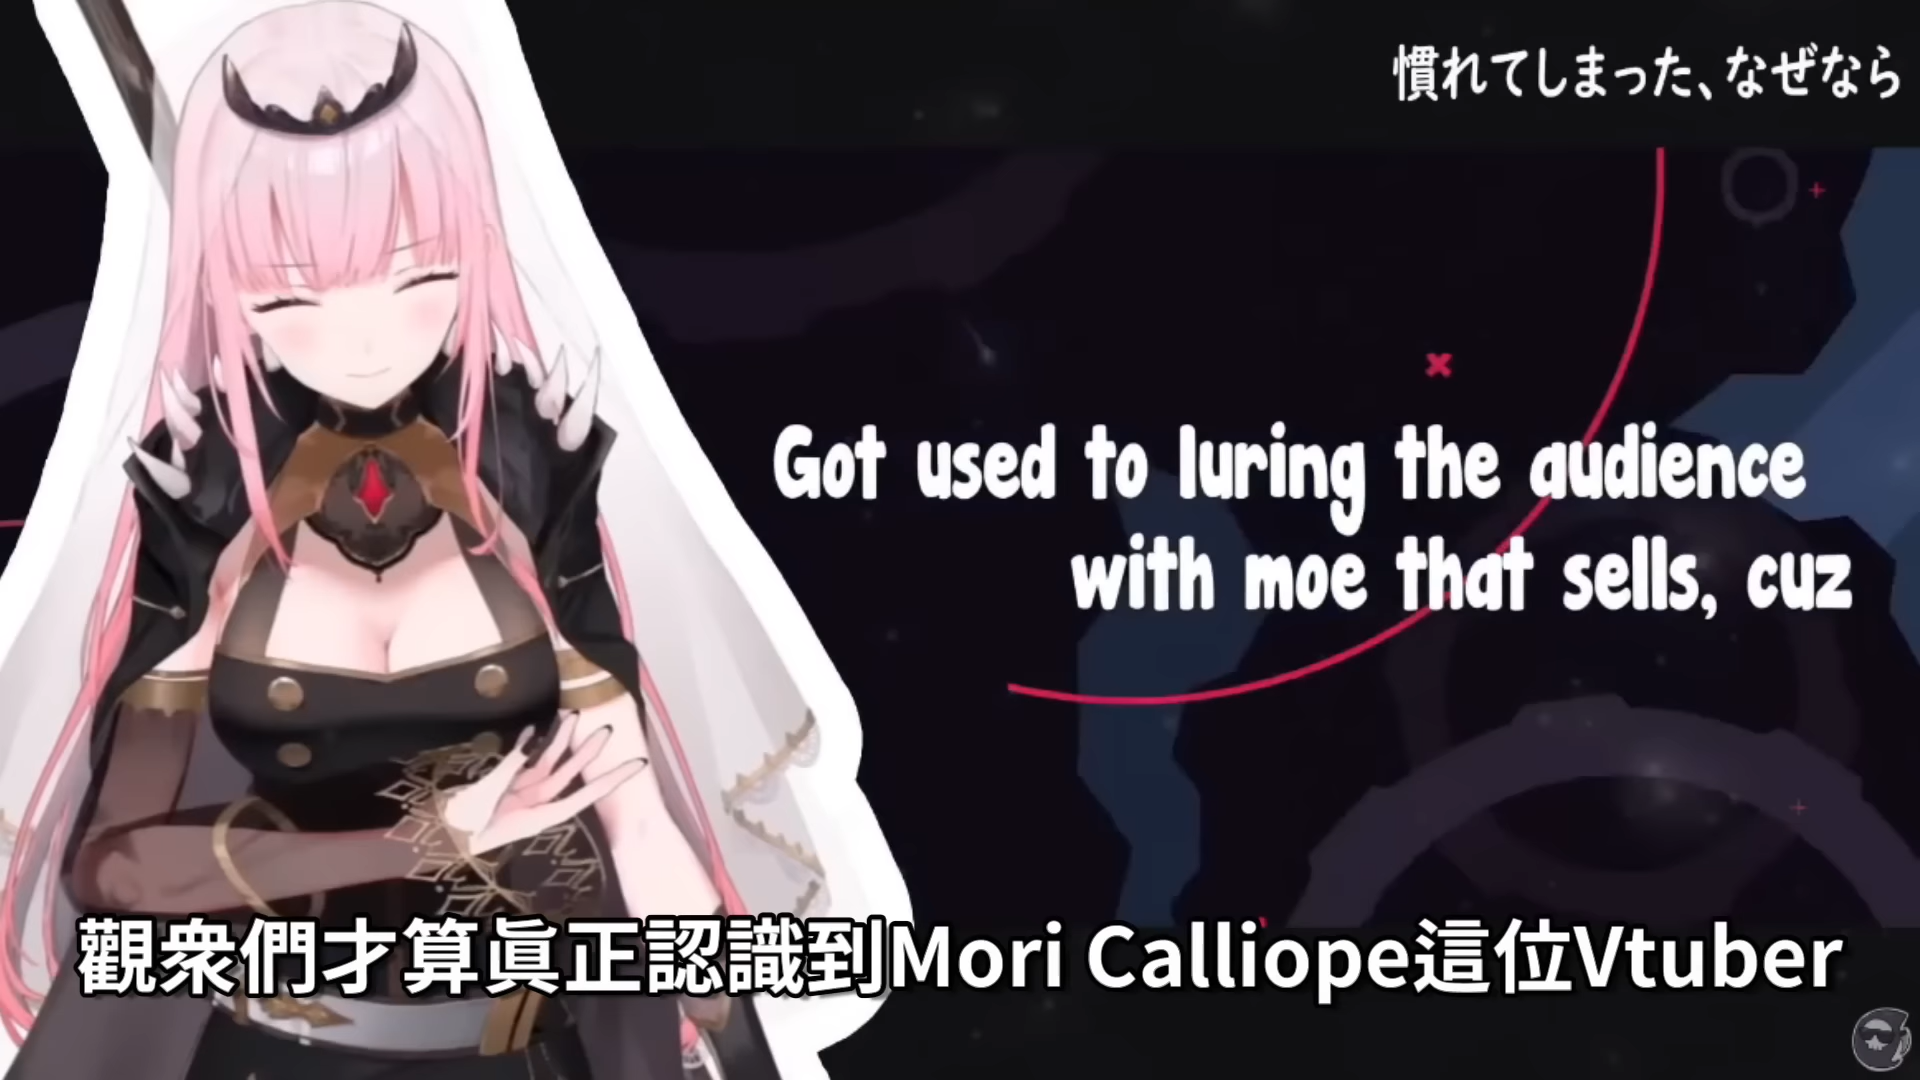 慣れてしまった、なぜなら
Got used to luring the audience
with moe that sells, cuz
觀衆們才算眞正認識到Mori Calliope這位Vtuber